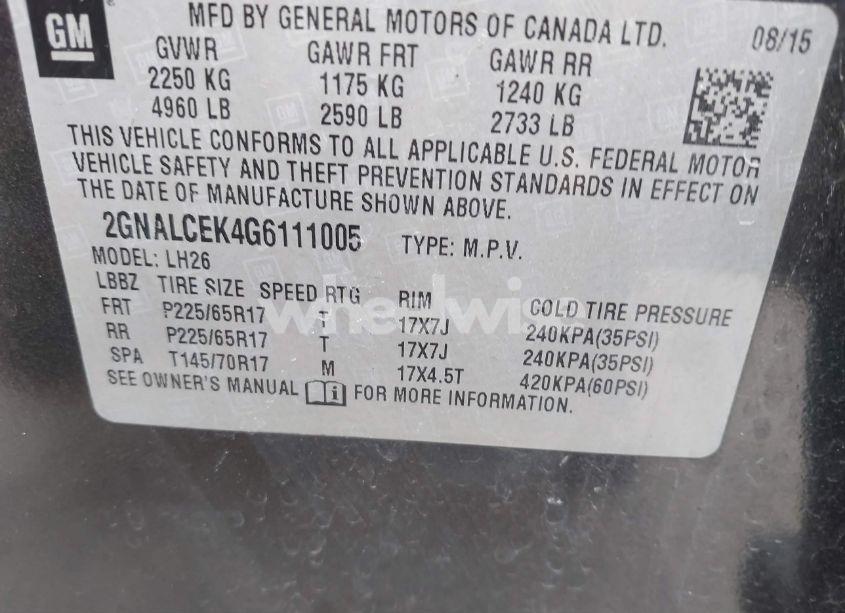 GM
MFD BY GENERAL MOTORS OF CANADA LTD. 08/15
GVWR GAWR FRT GAWR RR
2250 KG 1175 KG 1240 KG
4960 LB 2590 LB 2733 LB
THIS VEHICLE CONFORMS TO ALL APPLICABLE U.S. FEDERAL MOTOR
VEHICLE SAFETY AND THEFT PREVENTION STANDARDS IN EFFECT ON
THE DATE OF MANUFACTURE SHOWN ABOVE.
2GNALCEK4G6111005 TYPE: M.P.V.
MODEL: LH26
LBBZ TIRE SIZE SPEED RTG RIM COLD TIRE PRESSURE
FRT P225/65R17 T 17X7J 240KPA(35PSI)
RR P225/65R17 T 17X7J 240KPA(35PSI)
SPA T145/70R17 M 17X4.5T 420KPA(60PSI)
SEE OWNER'S MANUAL i FOR MORE INFORMATION.
wheelwise